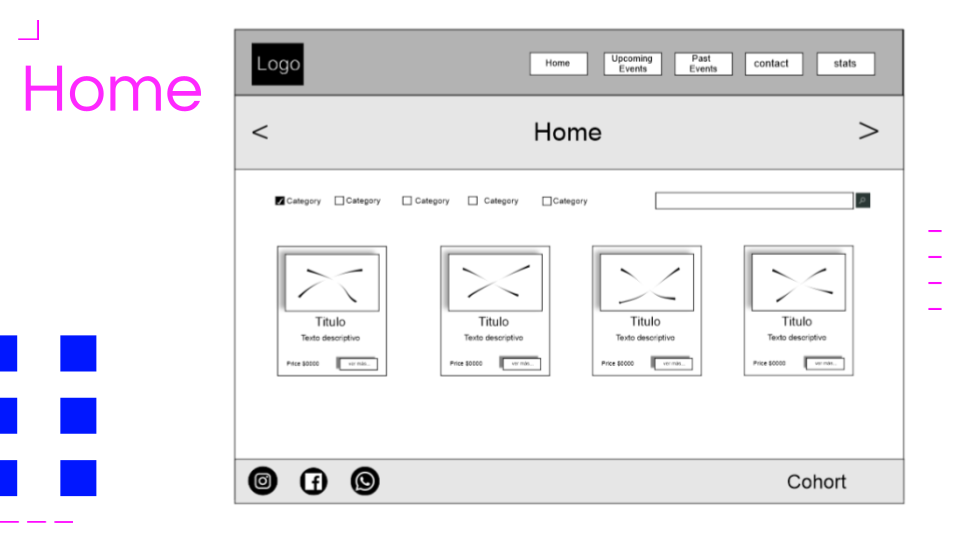 Home
Logo
Home
Upcoming
Events
Past
Events
contact
stats
<
Home
>
Category
Category
Category
Category
Category
Titulo
Texto descriptivo
Price $0000
ver más...
Titulo
Texto descriptivo
Price $0000
ver más...
Titulo
Texto descriptivo
Price $0000
ver más...
Titulo
Texto descriptivo
Price $0000
ver más...
Cohort